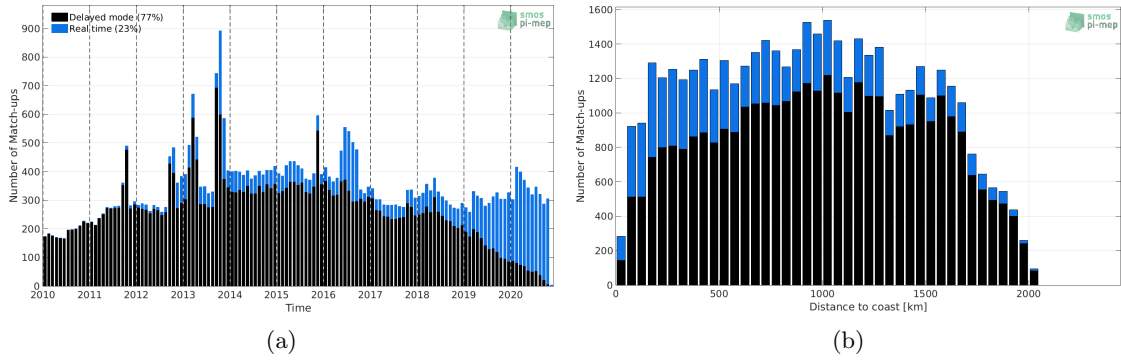 Delayed mode (77%)
Real time (23%)
smos
pi-mep
Number of Match-ups
900
800
700
600
500
400
300
200
100
0
2010 2011 2012 2013 2014 2015 2016 2017 2018 2019 2020
Time
(a)
smos
pi-mep
Number of Match-ups
1600
1400
1200
1000
800
600
400
200
0
0 500 1000 1500 2000
Distance to coast [km]
(b)